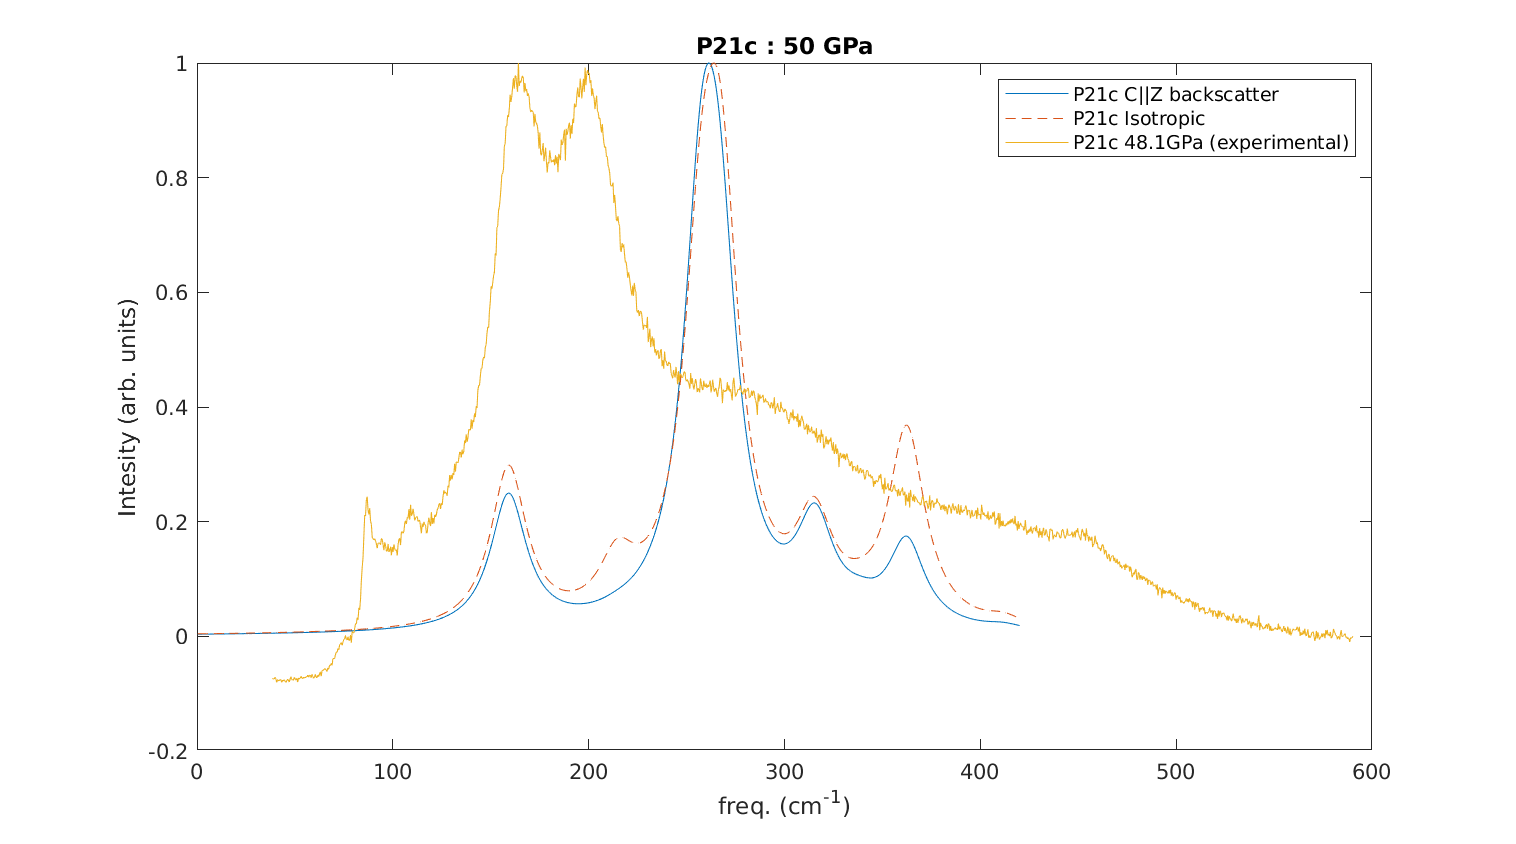 P21c : 50 GPa
P21c C||Z backscatter
P21c Isotropic
P21c 48.1GPa (experimental)
Intesity (arb. units)
1
0.8
0.6
0.4
0.2
0
-0.2
0 100 200 300 400 500 600
freq. (cm⁻¹)